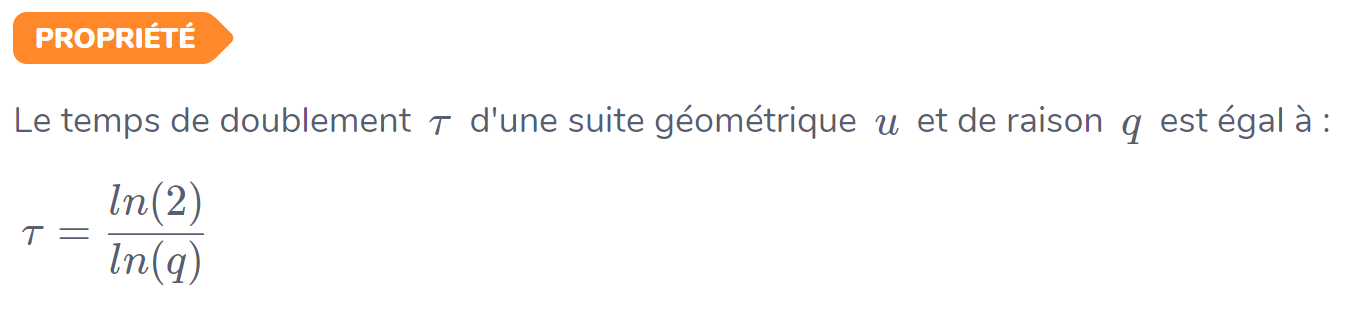 PROPRIÉTÉ
Le temps de doublement τ d'une suite géométrique u et de raison q est égal à :
τ = ln(2) / ln(q)